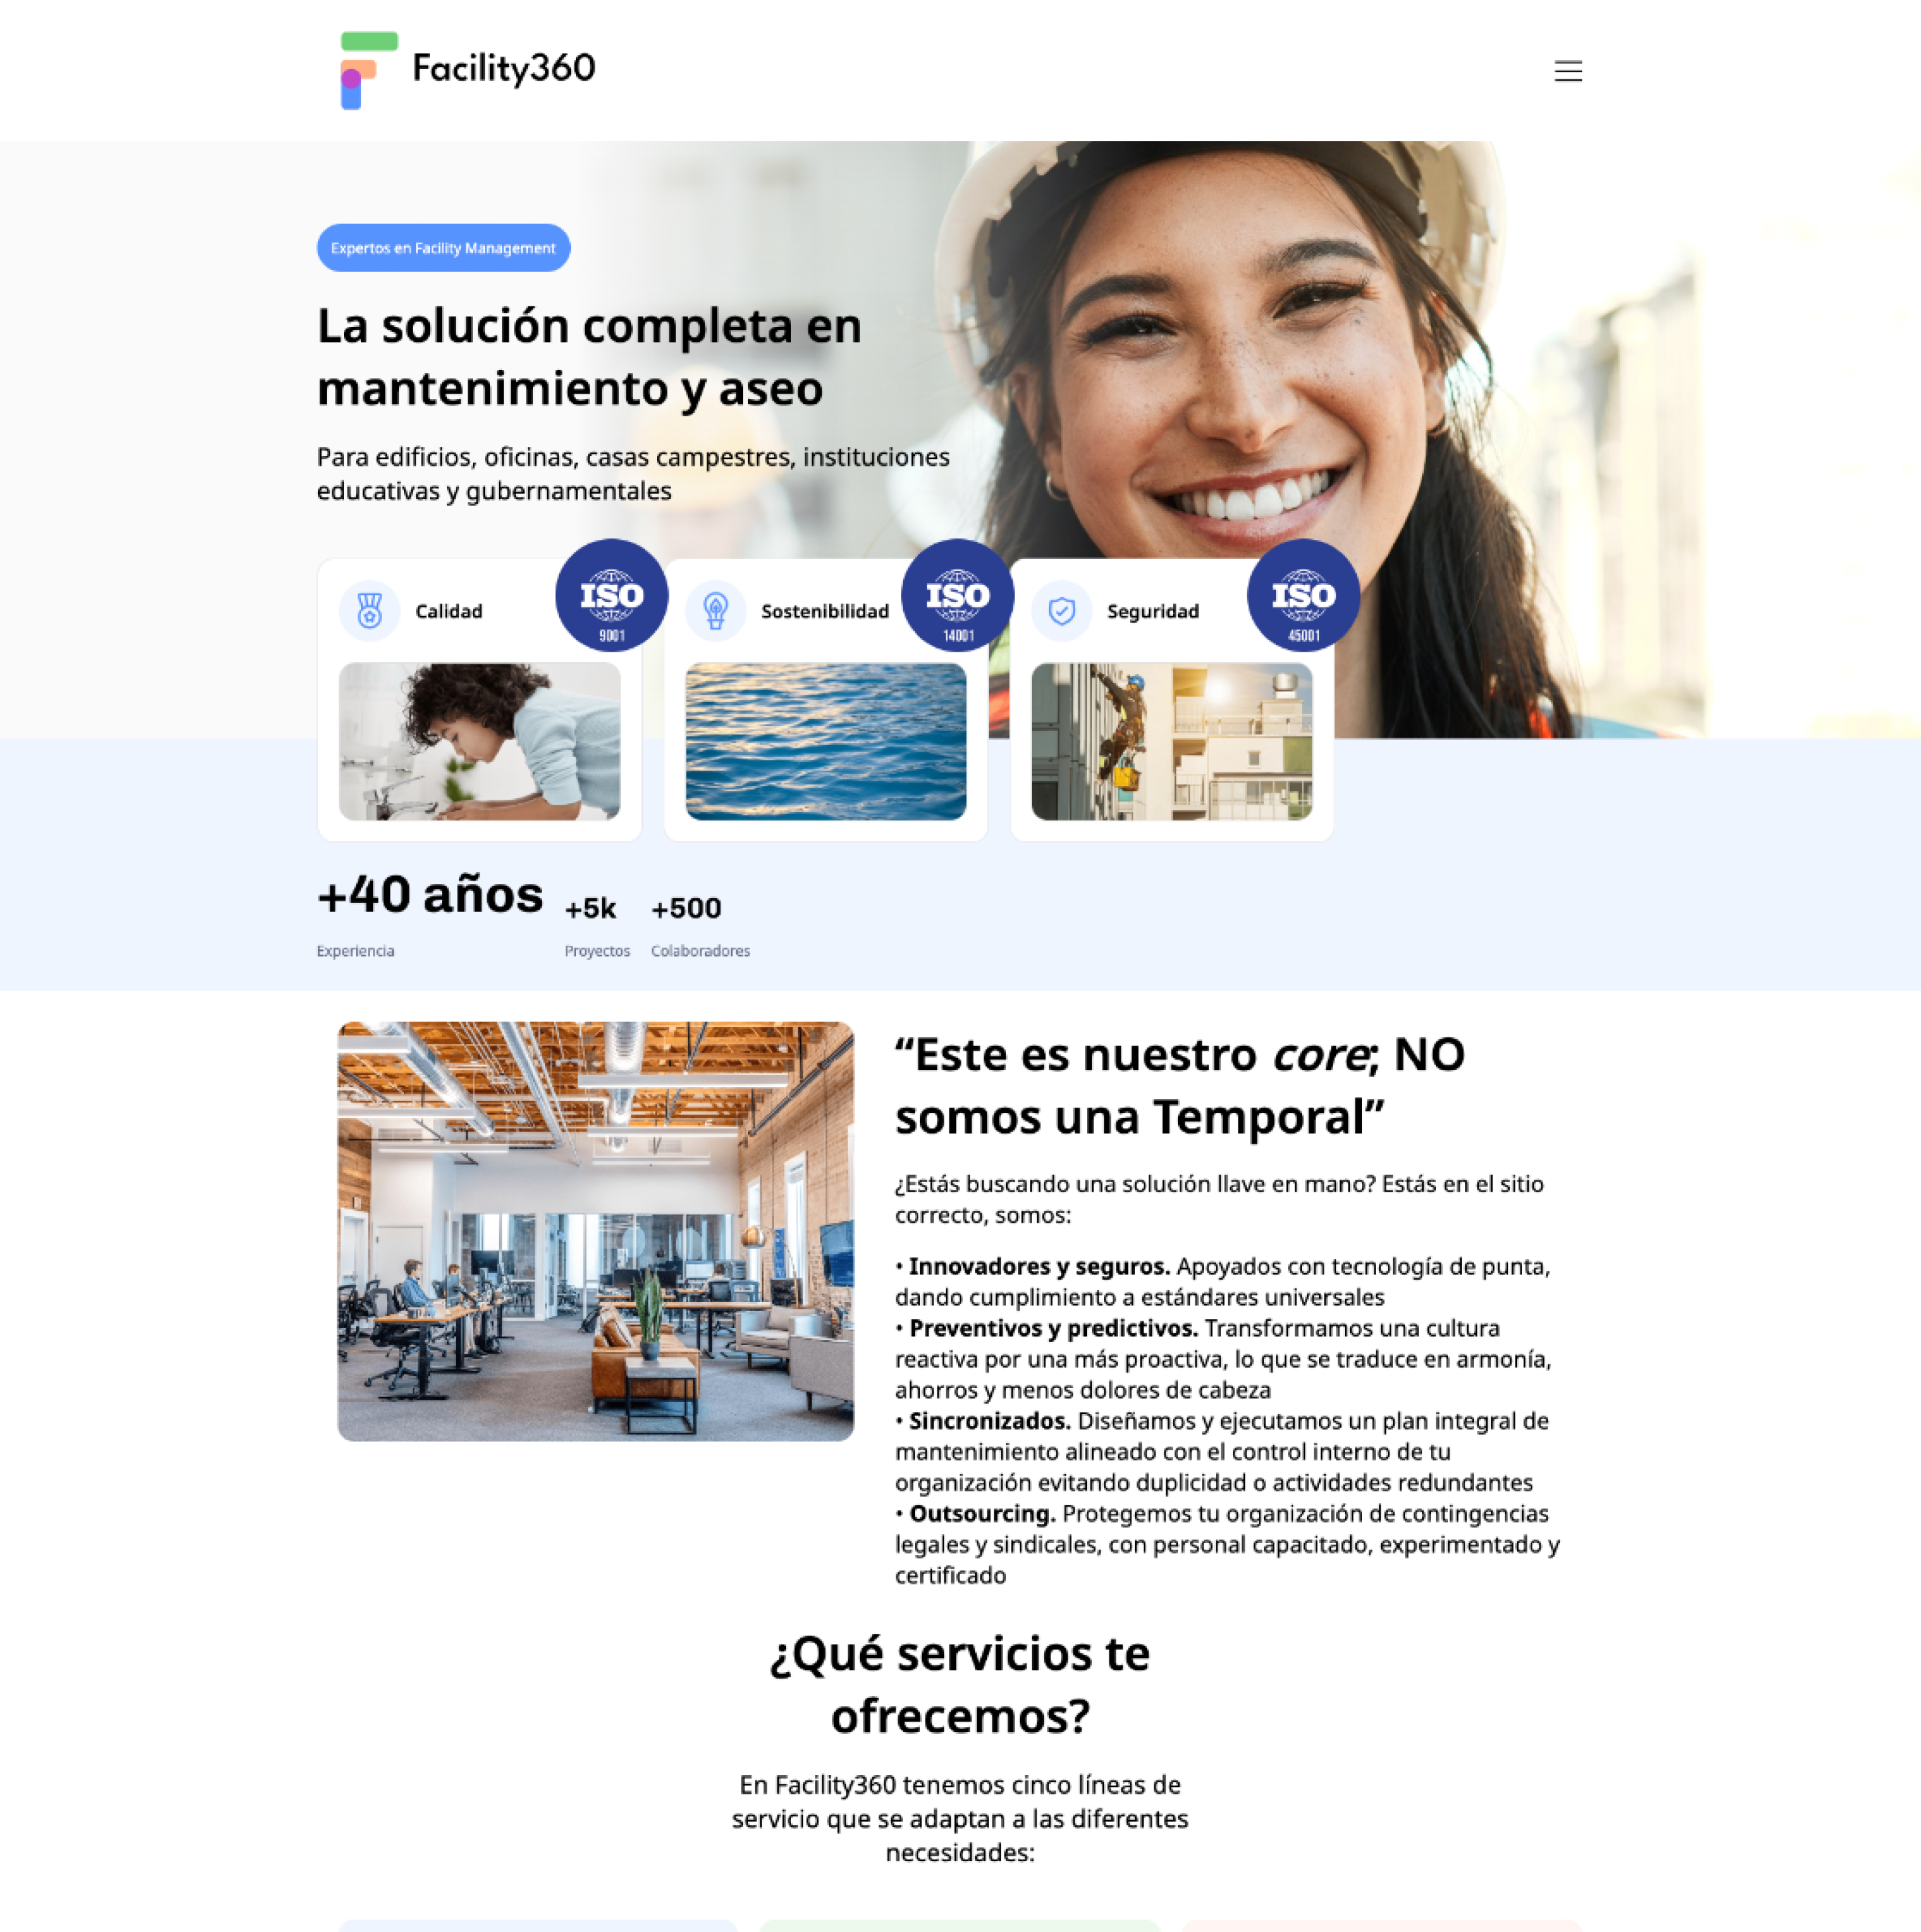 Facility360
Expertos en Facility Management
La solución completa en
mantenimiento y aseo
Para edificios, oficinas, casas campestres, instituciones
educativas y gubernamentales
Calidad
ISO
9001
Sostenibilidad
ISO
14001
Seguridad
ISO
45001
+40 años
Experiencia
+5k
Proyectos
+500
Colaboradores
“Este es nuestro core; NO
somos una Temporal”
¿Estás buscando una solución llave en mano? Estás en el sitio
correcto, somos:
• Innovadores y seguros. Apoyados con tecnología de punta,
dando cumplimiento a estándares universales
• Preventivos y predictivos. Transformamos una cultura
reactiva por una más proactiva, lo que se traduce en armonía,
ahorros y menos dolores de cabeza
• Sincronizados. Diseñamos y ejecutamos un plan integral de
mantenimiento alineado con el control interno de tu
organización evitando duplicidad o actividades redundantes
• Outsourcing. Protegemos tu organización de contingencias
legales y sindicales, con personal capacitado, experimentado y
certificado
¿Qué servicios te
ofrecemos?
En Facility360 tenemos cinco líneas de
servicio que se adaptan a las diferentes
necesidades: